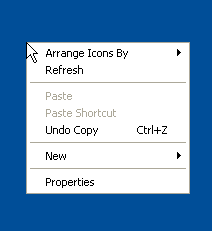 Arrange Icons By
Refresh
Paste
Paste Shortcut
Undo Copy Ctrl+Z
New
Properties